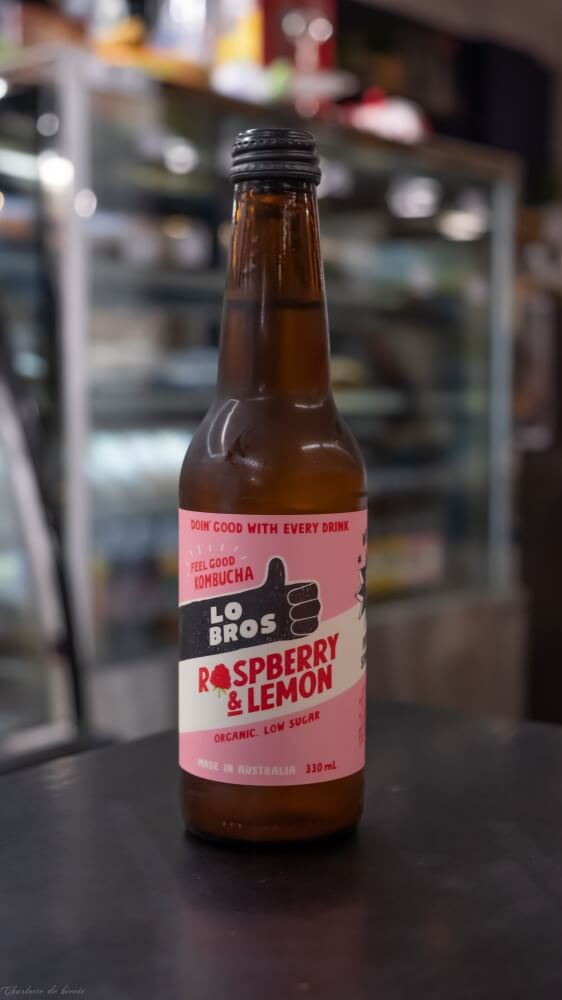 DOIN' GOOD WITH EVERY DRINK
FEEL GOOD
KOMBUCHA
LO
BROS
RASPBERRY
& LEMON
ORGANIC. LOW SUGAR
MADE IN AUSTRALIA 330mL